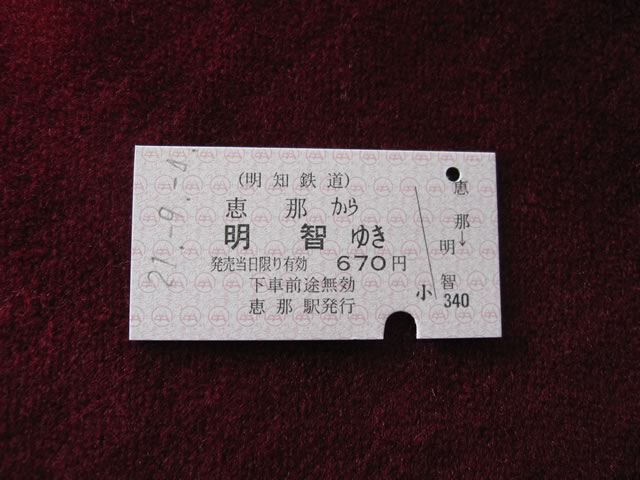 21.-9.-4
(明知鉄道)
恵那から
明智ゆき
発売当日限り有効 670円
下車前途無効
恵那駅発行
恵那→明智
小 340